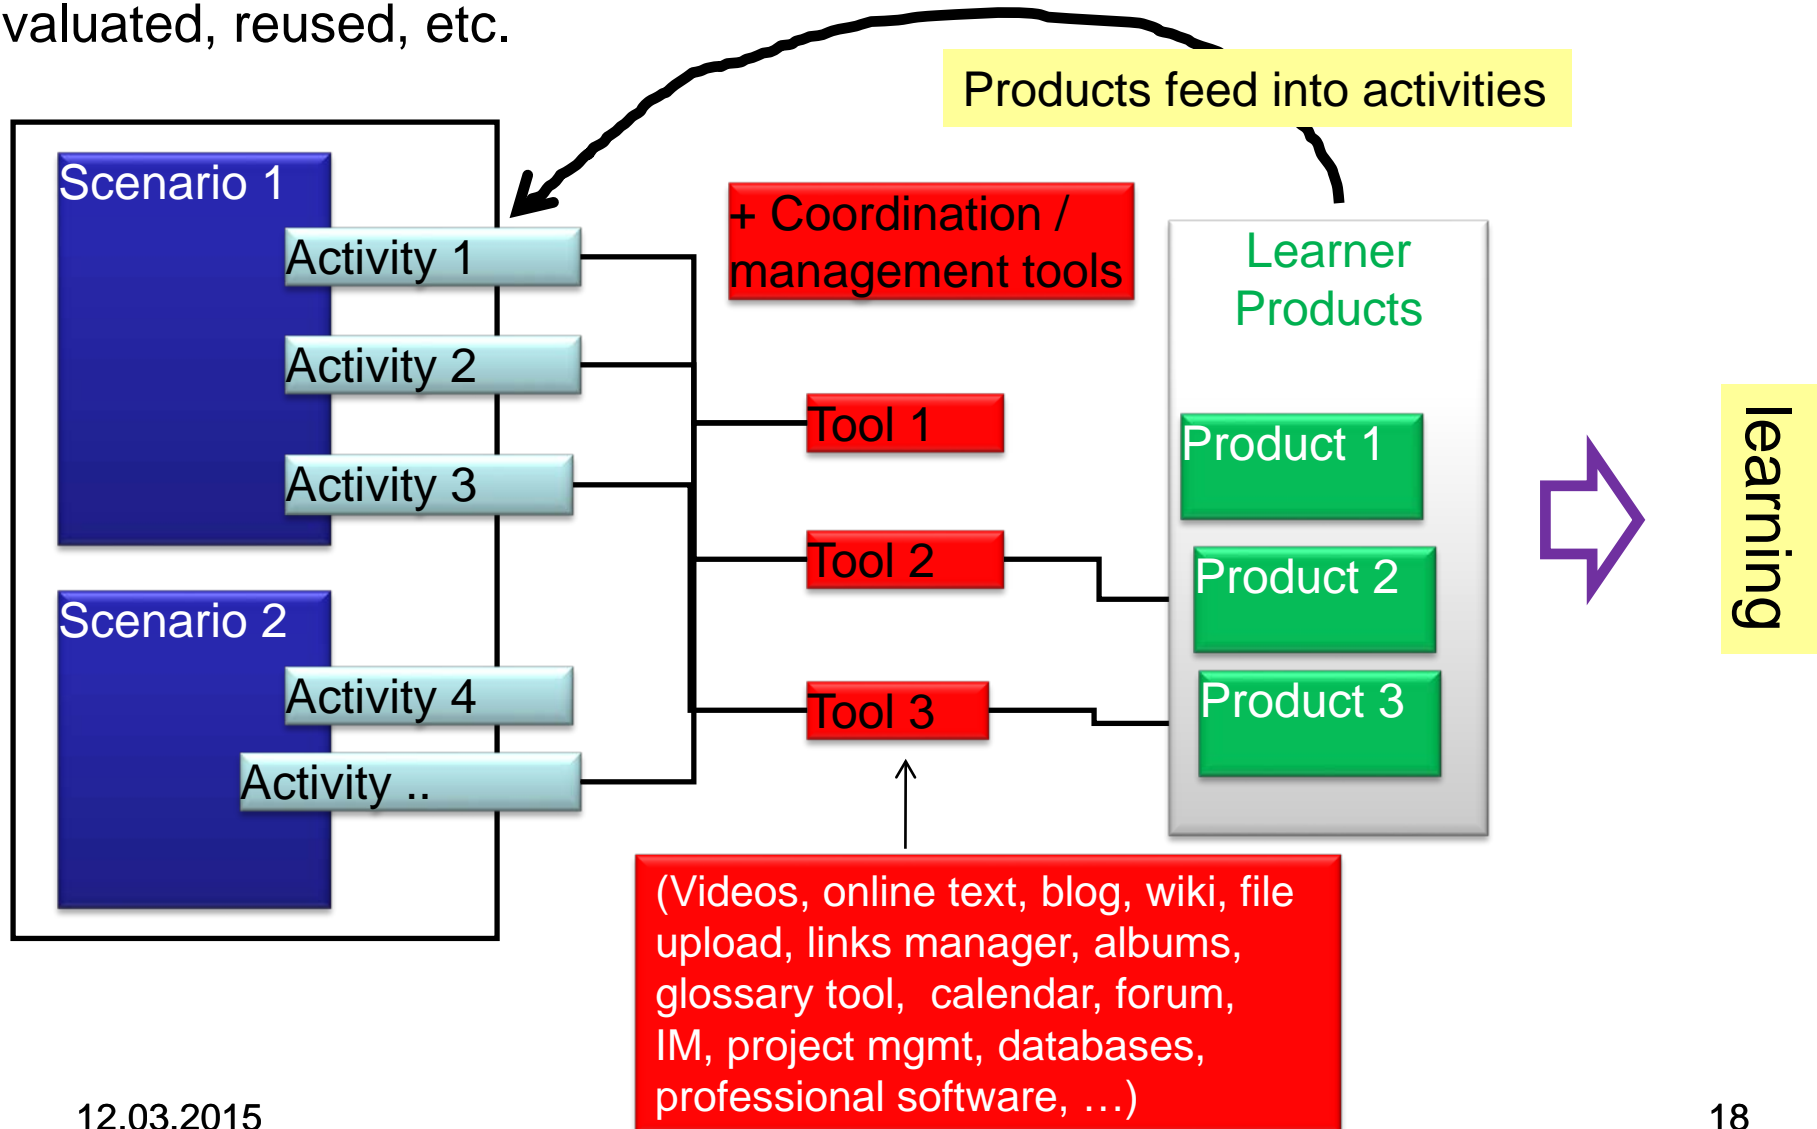 valuated, reused, etc.
Products feed into activities
Scenario 1
Activity 1
Activity 2
Activity 3
Scenario 2
Activity 4
Activity ..
+ Coordination /
management tools
Tool 1
Tool 2
Tool 3
(Videos, online text, blog, wiki, file
upload, links manager, albums,
glossary tool, calendar, forum,
IM, project mgmt, databases,
professional software, …)
Learner
Products
Product 1
Product 2
Product 3
learning
12.03.2015
18